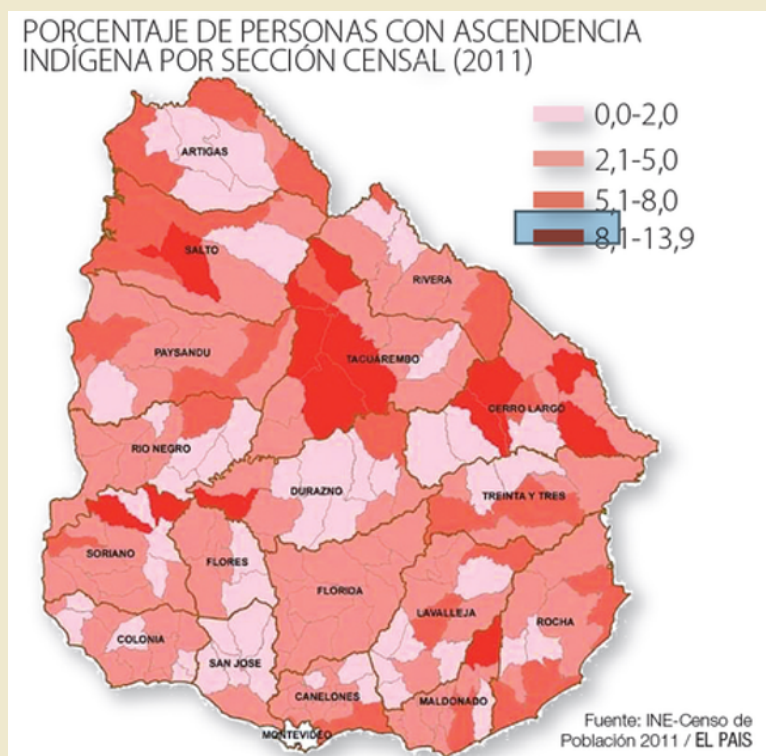 PORCENTAJE DE PERSONAS CON ASCENDENCIA
INDÍGENA POR SECCIÓN CENSAL (2011)
0,0-2,0
2,1-5,0
5,1-8,0
8,1-13,9
ARTIGAS
SALTO
RIVERA
PAYSANDU
TACUAREMBO
CERRO LARGO
RIO NEGRO
DURAZNO
TREINTA Y TRES
SORIANO
FLORES
FLORIDA
LAVALLEJA
ROCHA
COLONIA
SAN JOSE
CANELONES
MALDONADO
MONTEVIDEO
Fuente: INE-Censo de
Población 2011 / EL PAIS